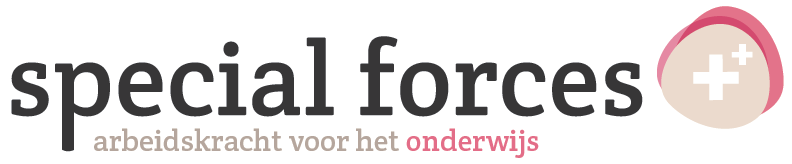 special forces
arbeidskracht voor het onderwijs